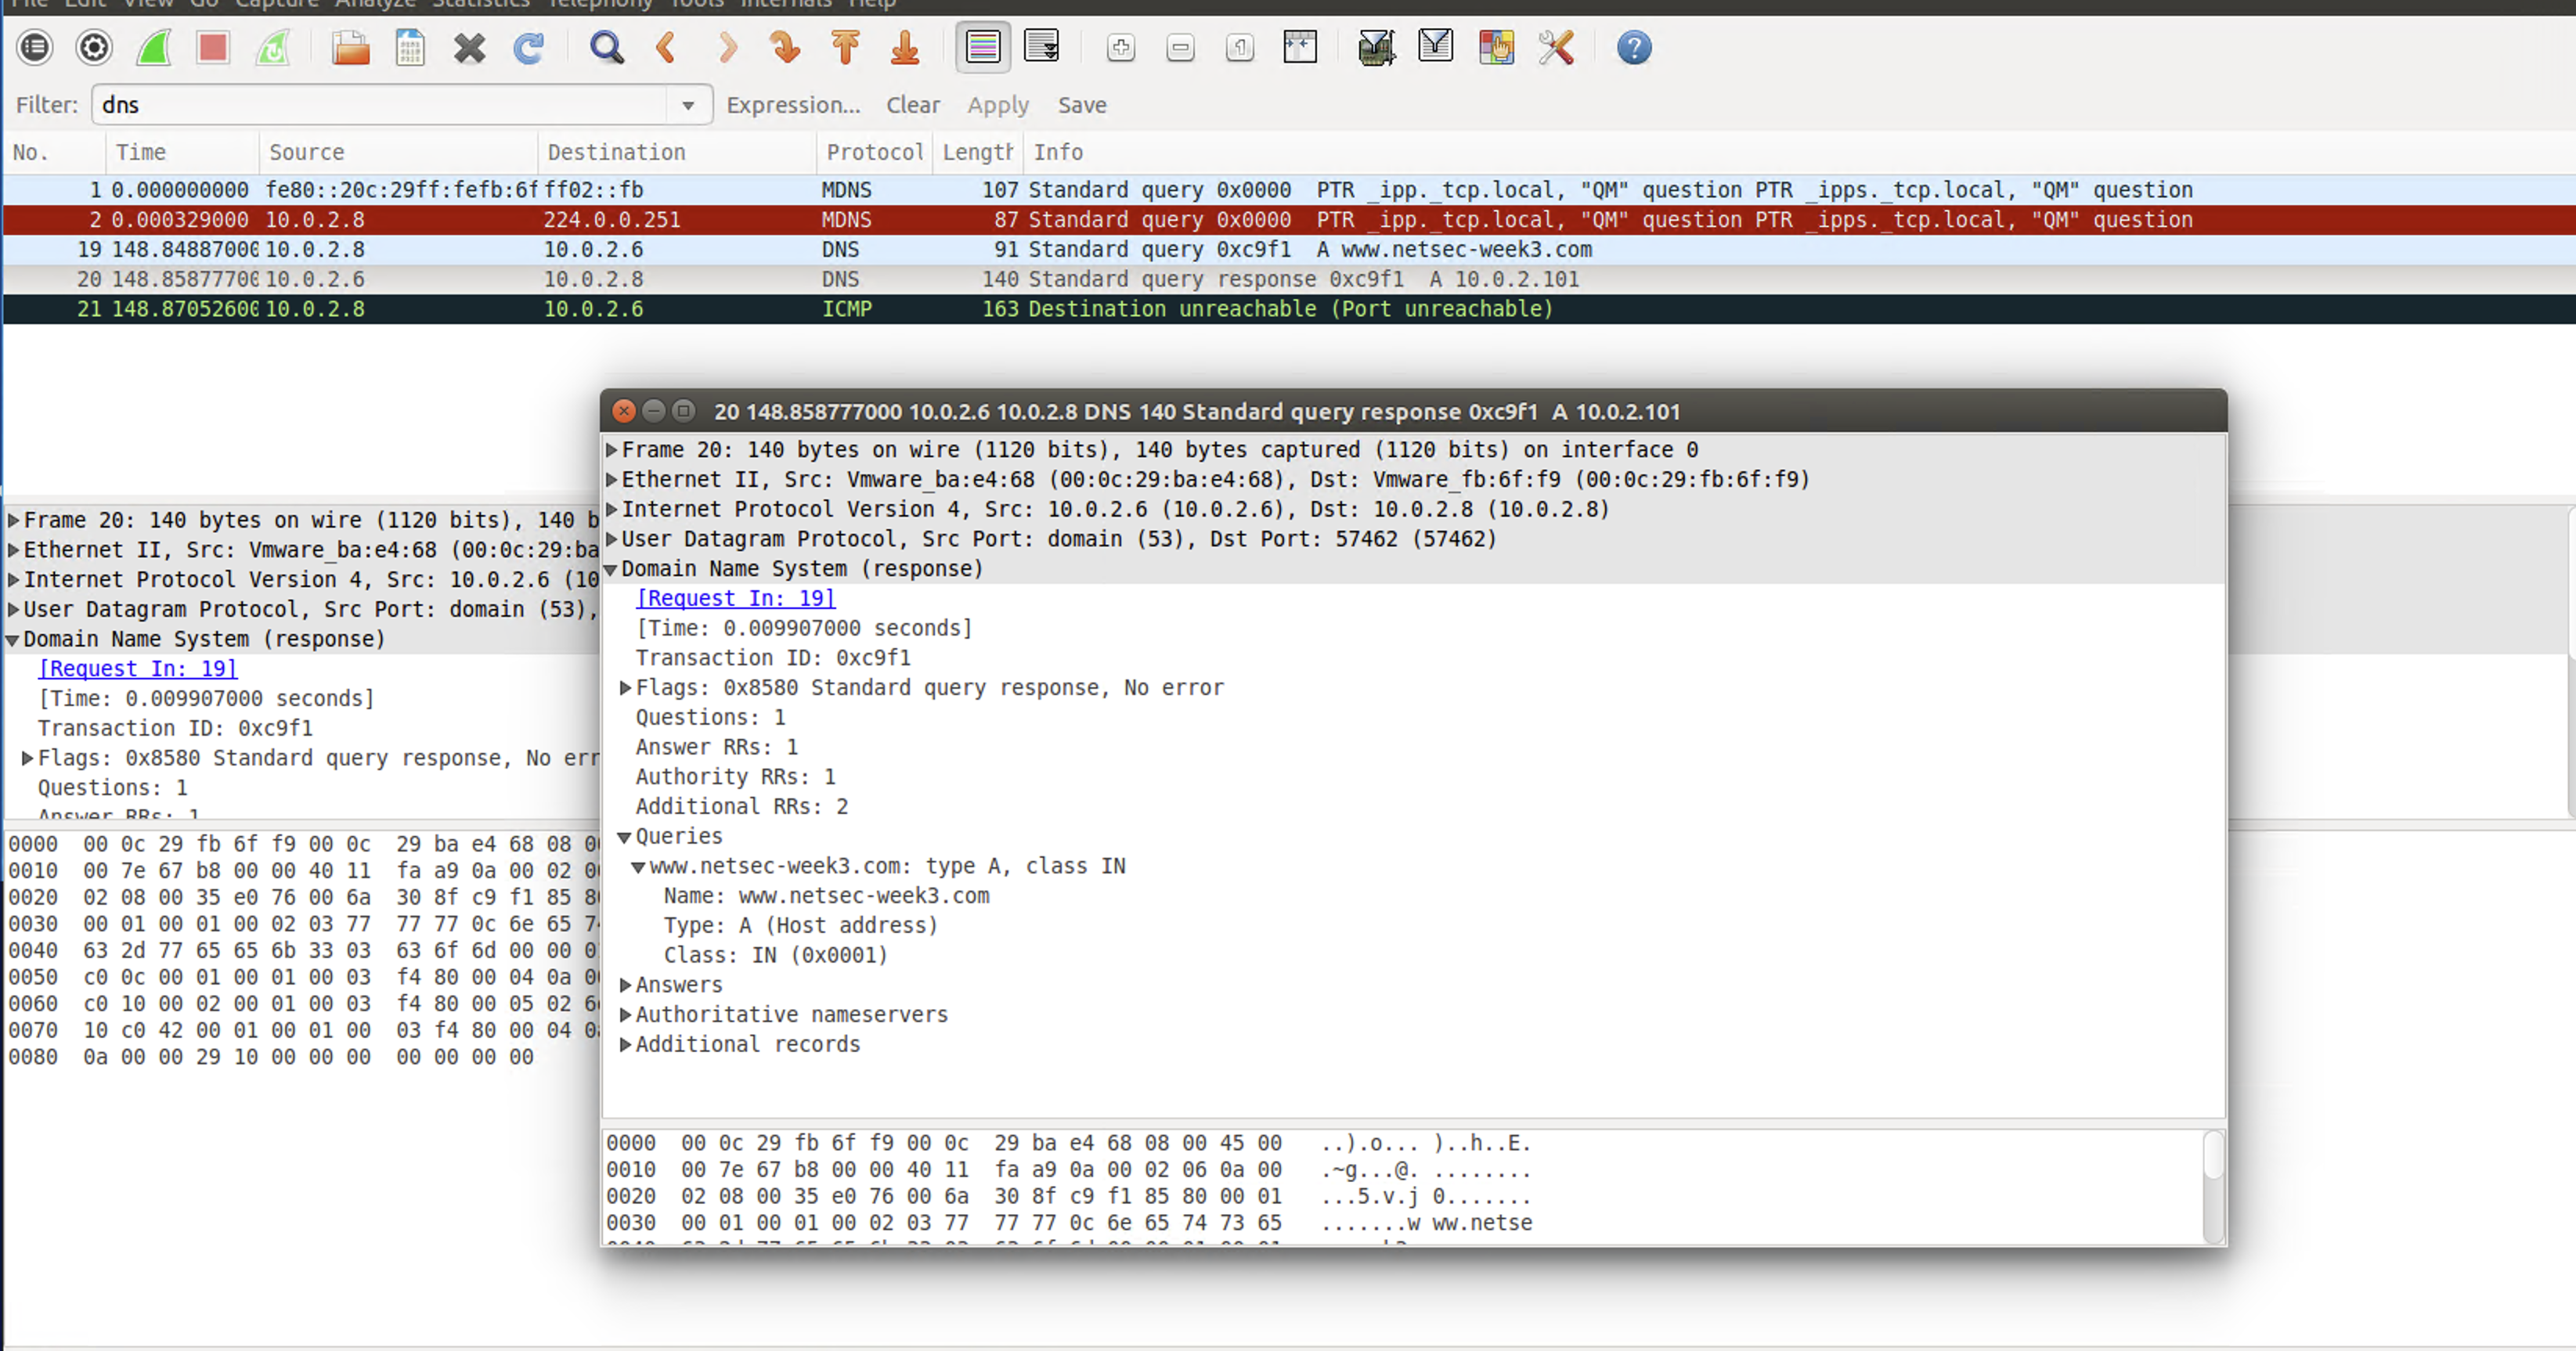 File Edit View Go Capture Analyze Statistics Telephony Tools Internals Help
Filter: dns Expression... Clear Apply Save
No. Time Source Destination Protocol Length Info
1 0.000000000 fe80::20c:29ff:fefb:6f ff02::fb MDNS 107 Standard query 0x0000 PTR _ipp._tcp.local, "QM" question PTR _ipps._tcp.local, "QM" question
2 0.000329000 10.0.2.8 224.0.0.251 MDNS 87 Standard query 0x0000 PTR _ipp._tcp.local, "QM" question PTR _ipps._tcp.local, "QM" question
19 148.84887000 10.0.2.8 10.0.2.6 DNS 91 Standard query 0xc9f1 A www.netsec-week3.com
20 148.85877700 10.0.2.6 10.0.2.8 DNS 140 Standard query response 0xc9f1 A 10.0.2.101
21 148.87052600 10.0.2.8 10.0.2.6 ICMP 163 Destination unreachable (Port unreachable)
Frame 20: 140 bytes on wire (1120 bits), 140 b
Ethernet II, Src: Vmware_ba:e4:68 (00:0c:29:ba
Internet Protocol Version 4, Src: 10.0.2.6 (10
User Datagram Protocol, Src Port: domain (53),
Domain Name System (response)
[Request In: 19]
[Time: 0.009907000 seconds]
Transaction ID: 0xc9f1
Flags: 0x8580 Standard query response, No err
Questions: 1
Answer RRs: 1
0000 00 0c 29 fb 6f f9 00 0c 29 ba e4 68 08 0
0010 00 7e 67 b8 00 00 40 11 fa a9 0a 00 02 0
0020 02 08 00 35 e0 76 00 6a 30 8f c9 f1 85 8
0030 00 01 00 01 00 02 03 77 77 77 0c 6e 65 7
0040 63 2d 77 65 65 6b 33 03 63 6f 6d 00 00 0
0050 c0 0c 00 01 00 01 00 03 f4 80 00 04 0a 0
0060 c0 10 00 02 00 01 00 03 f4 80 00 05 02 6
0070 10 c0 42 00 01 00 01 00 03 f4 80 00 04 0
0080 0a 00 00 29 10 00 00 00 00 00 00 00
20 148.858777000 10.0.2.6 10.0.2.8 DNS 140 Standard query response 0xc9f1 A 10.0.2.101
Frame 20: 140 bytes on wire (1120 bits), 140 bytes captured (1120 bits) on interface 0
Ethernet II, Src: Vmware_ba:e4:68 (00:0c:29:ba:e4:68), Dst: Vmware_fb:6f:f9 (00:0c:29:fb:6f:f9)
Internet Protocol Version 4, Src: 10.0.2.6 (10.0.2.6), Dst: 10.0.2.8 (10.0.2.8)
User Datagram Protocol, Src Port: domain (53), Dst Port: 57462 (57462)
Domain Name System (response)
[Request In: 19]
[Time: 0.009907000 seconds]
Transaction ID: 0xc9f1
Flags: 0x8580 Standard query response, No error
Questions: 1
Answer RRs: 1
Authority RRs: 1
Additional RRs: 2
Queries
www.netsec-week3.com: type A, class IN
Name: www.netsec-week3.com
Type: A (Host address)
Class: IN (0x0001)
Answers
Authoritative nameservers
Additional records
0000 00 0c 29 fb 6f f9 00 0c 29 ba e4 68 08 00 45 00 ..).o... )..h..E.
0010 00 7e 67 b8 00 00 40 11 fa a9 0a 00 02 06 0a 00 .~g...@. ........
0020 02 08 00 35 e0 76 00 6a 30 8f c9 f1 85 80 00 01 ...5.v.j 0.......
0030 00 01 00 01 00 02 03 77 77 77 0c 6e 65 74 73 65 .......w ww.netse